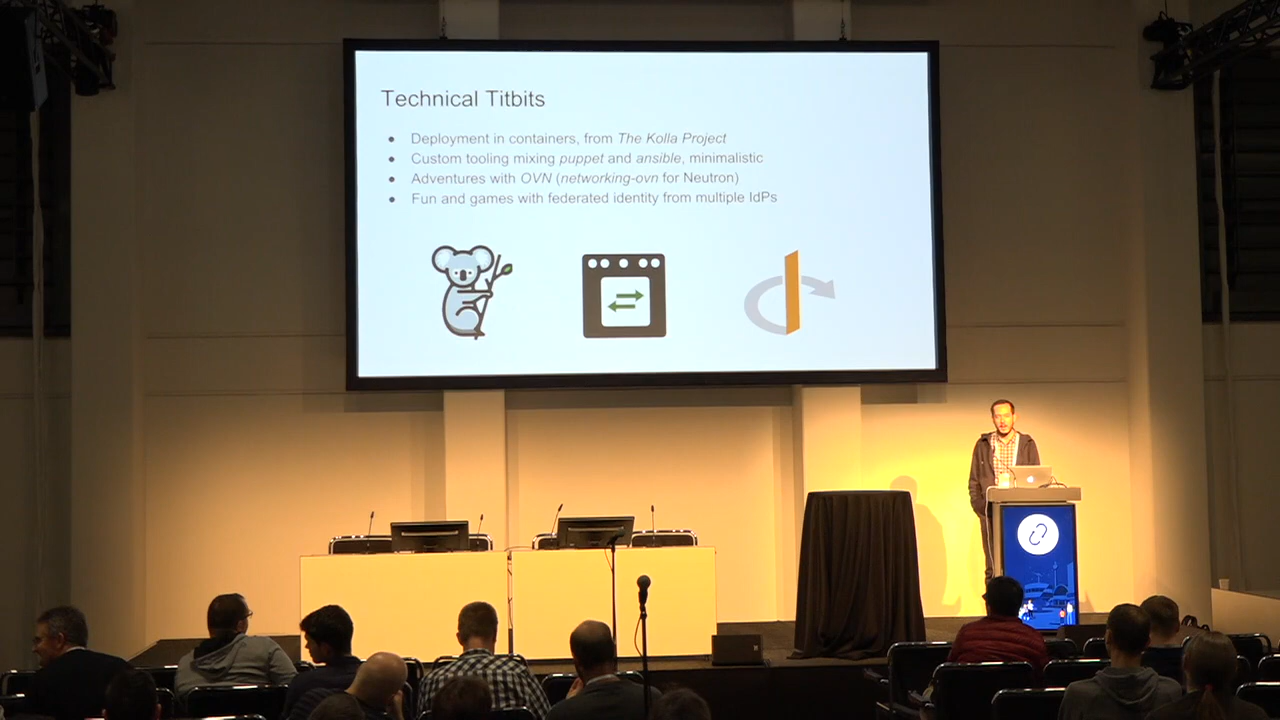 Technical Titbits
● Deployment in containers, from The Kolla Project
● Custom tooling mixing puppet and ansible, minimalistic
● Adventures with OVN (networking-ovn for Neutron)
● Fun and games with federated identity from multiple IdPs